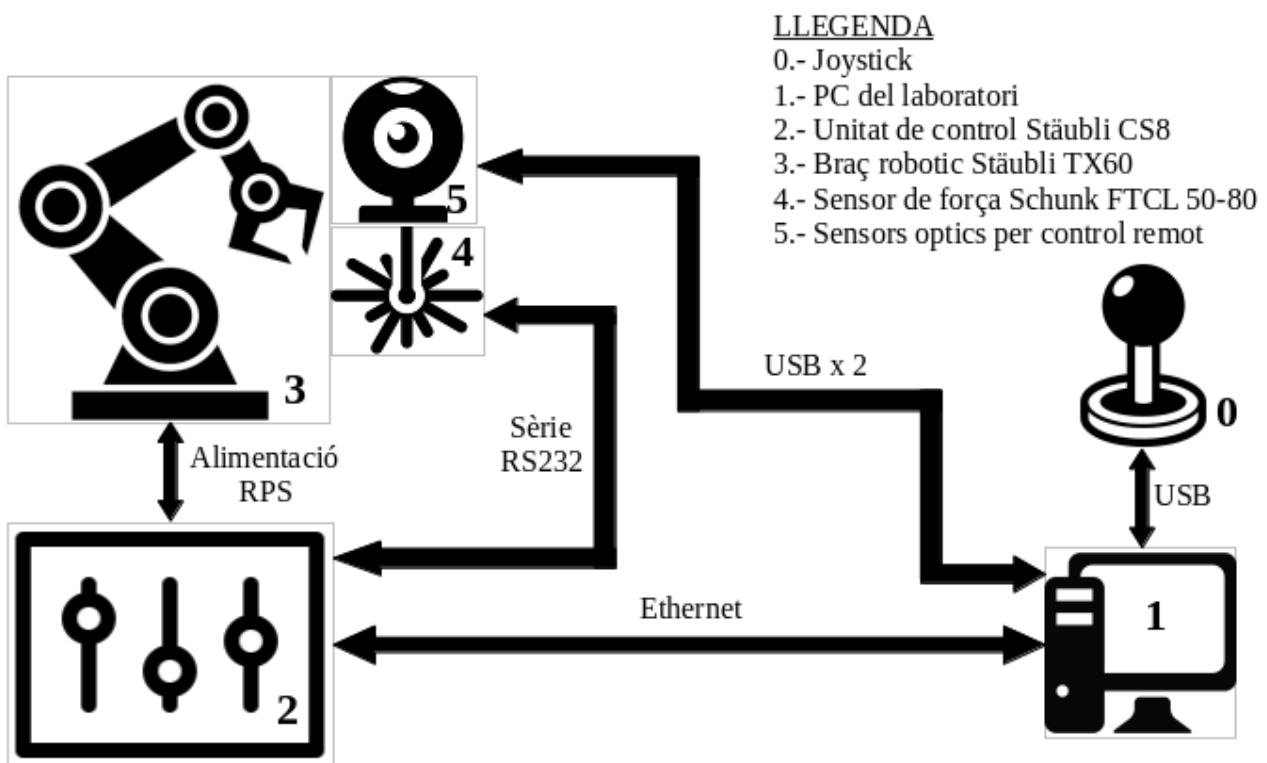 LLEGENDA
0.- Joystick
1.- PC del laboratori
2.- Unitat de control Stäubli CS8
3.- Braç robotic Stäubli TX60
4.- Sensor de força Schunk FTCL 50-80
5.- Sensors optics per control remot
5
4
3
USB x 2
0
Sèrie
RS232
Alimentació
RPS
USB
Ethernet
1
2